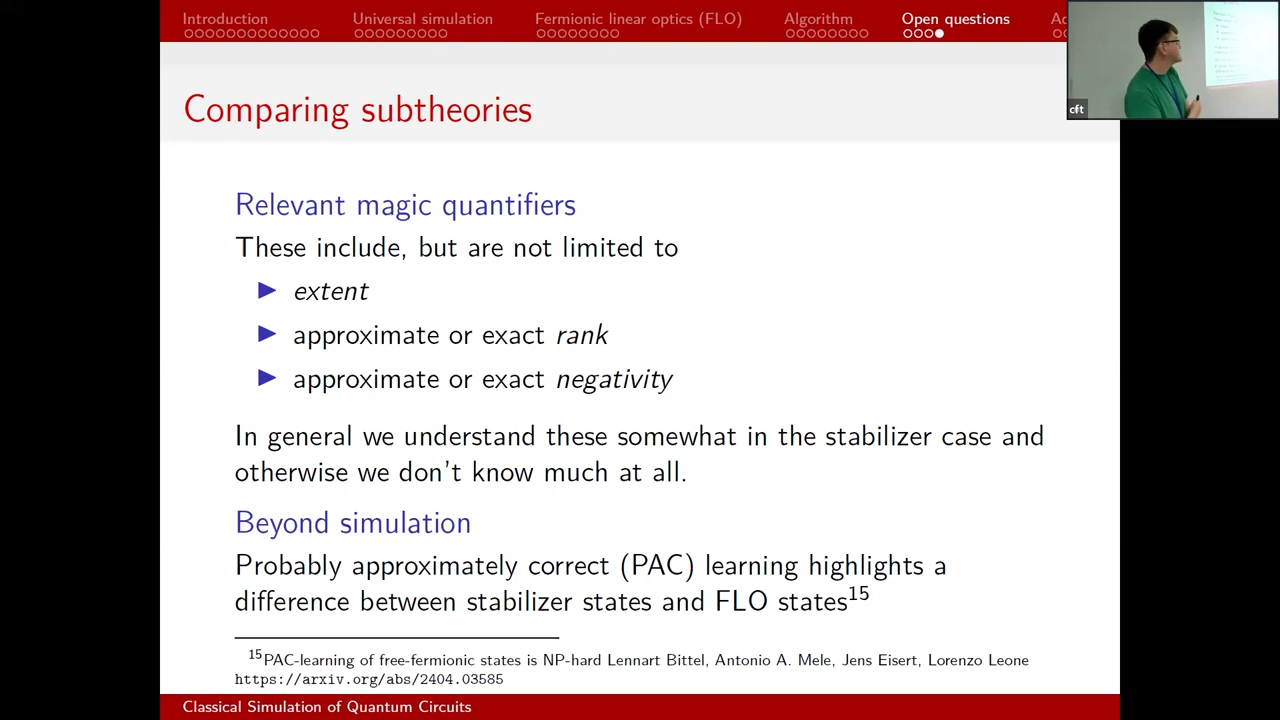 Introduction Universal simulation Fermionic linear optics (FLO) Algorithm Open questions
Comparing subtheories
cft
Relevant magic quantifiers
These include, but are not limited to
▶ extent
▶ approximate or exact rank
▶ approximate or exact negativity
In general we understand these somewhat in the stabilizer case and
otherwise we don't know much at all.
Beyond simulation
Probably approximately correct (PAC) learning highlights a
difference between stabilizer states and FLO states15
15PAC-learning of free-fermionic states is NP-hard Lennart Bittel, Antonio A. Mele, Jens Eisert, Lorenzo Leone
https://arxiv.org/abs/2404.03585
Classical Simulation of Quantum Circuits